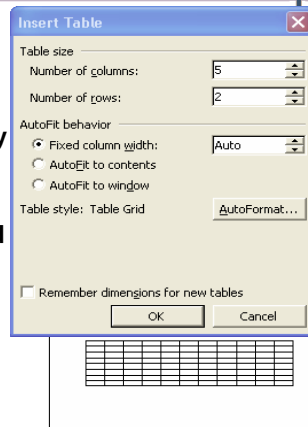 Insert Table
Table size
Number of columns: 5
Number of rows: 2
AutoFit behavior
Fixed column width: Auto
AutoFit to contents
AutoFit to window
Table style: Table Grid AutoFormat...
Remember dimensions for new tables
OK Cancel